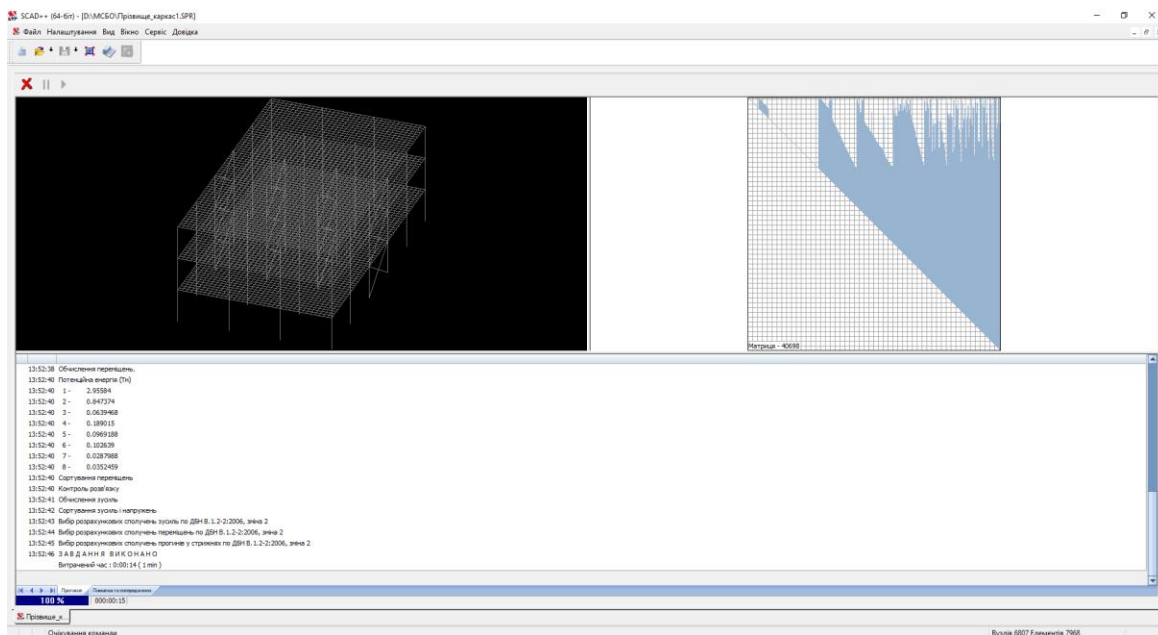 SCAD++ (64-біт) - [D:\МСБО\Прізвище_каркас1.SPR]
Файл Налаштування Вид Вікно Сервіс Довідка
Матриця - 40698
13:52:38 Обчислення переміщень.
13:52:40 Потенційна енергія (Тм)
13:52:40 1 - 2.95584
13:52:40 2 - 0.847374
13:52:40 3 - 0.0639468
13:52:40 4 - 0.189015
13:52:40 5 - 0.0969188
13:52:40 6 - 0.102639
13:52:40 7 - 0.0287988
13:52:40 8 - 0.0352459
13:52:40 Сортування переміщень
13:52:40 Контроль розв'язку
13:52:41 Обчислення зусиль
13:52:42 Сортування зусиль і напружень
13:52:43 Вибір розрахункових сполучень зусиль по ДБН В.1.2-2:2006, зміна 2
13:52:44 Вибір розрахункових сполучень переміщень по ДБН В.1.2-2:2006, зміна 2
13:52:45 Вибір розрахункових сполучень прогинів у стрижнях по ДБН В.1.2-2:2006, зміна 2
13:52:46 З А В Д А Н Н Я В И К О Н А Н О
Витрачений час : 0:00:14 ( 1 min )
Протокол Помилки та попередження
100 % 000:00:15
Прізвище_к...
Очікування команди Вузлів 6807 Елементів 7968